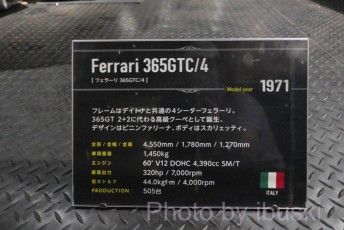 Ferrari 365GTC/4
[フェラーリ 365GTC/4]
Model year 1971
フレームはデイトナと共通の4シーターフェラーリ。
365GT 2+2に代わる高級クーペとして誕生。
デザインはピニンファリーナ、ボディはスカリエッティ。
全長 / 全幅 / 全高 4,550mm / 1,780mm / 1,270mm
車両重量 1,450kg
エンジン 60° V12 DOHC 4,390cc 5M/T
最高出力 320hp / 7,000rpm
最大トルク 44.0kgf·m / 4,000rpm
PRODUCTION 505台
ITALY
Photo by ibuski